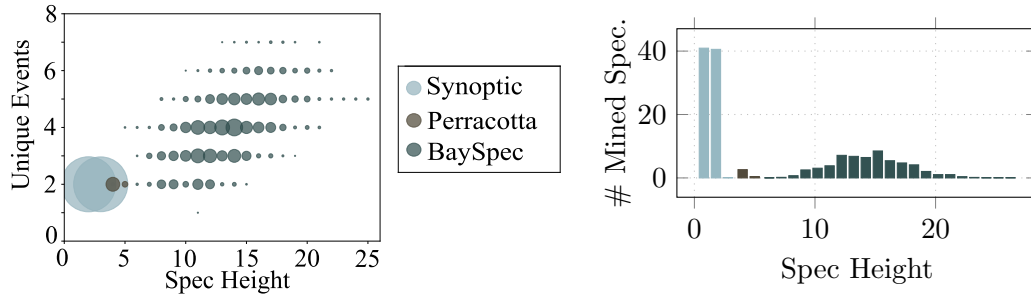 8
6
4
2
0
Unique Events
0 5 10 15 20 25
Spec Height
Synoptic
Perracotta
BaySpec
40
20
0
# Mined Spec.
0 10 20
Spec Height